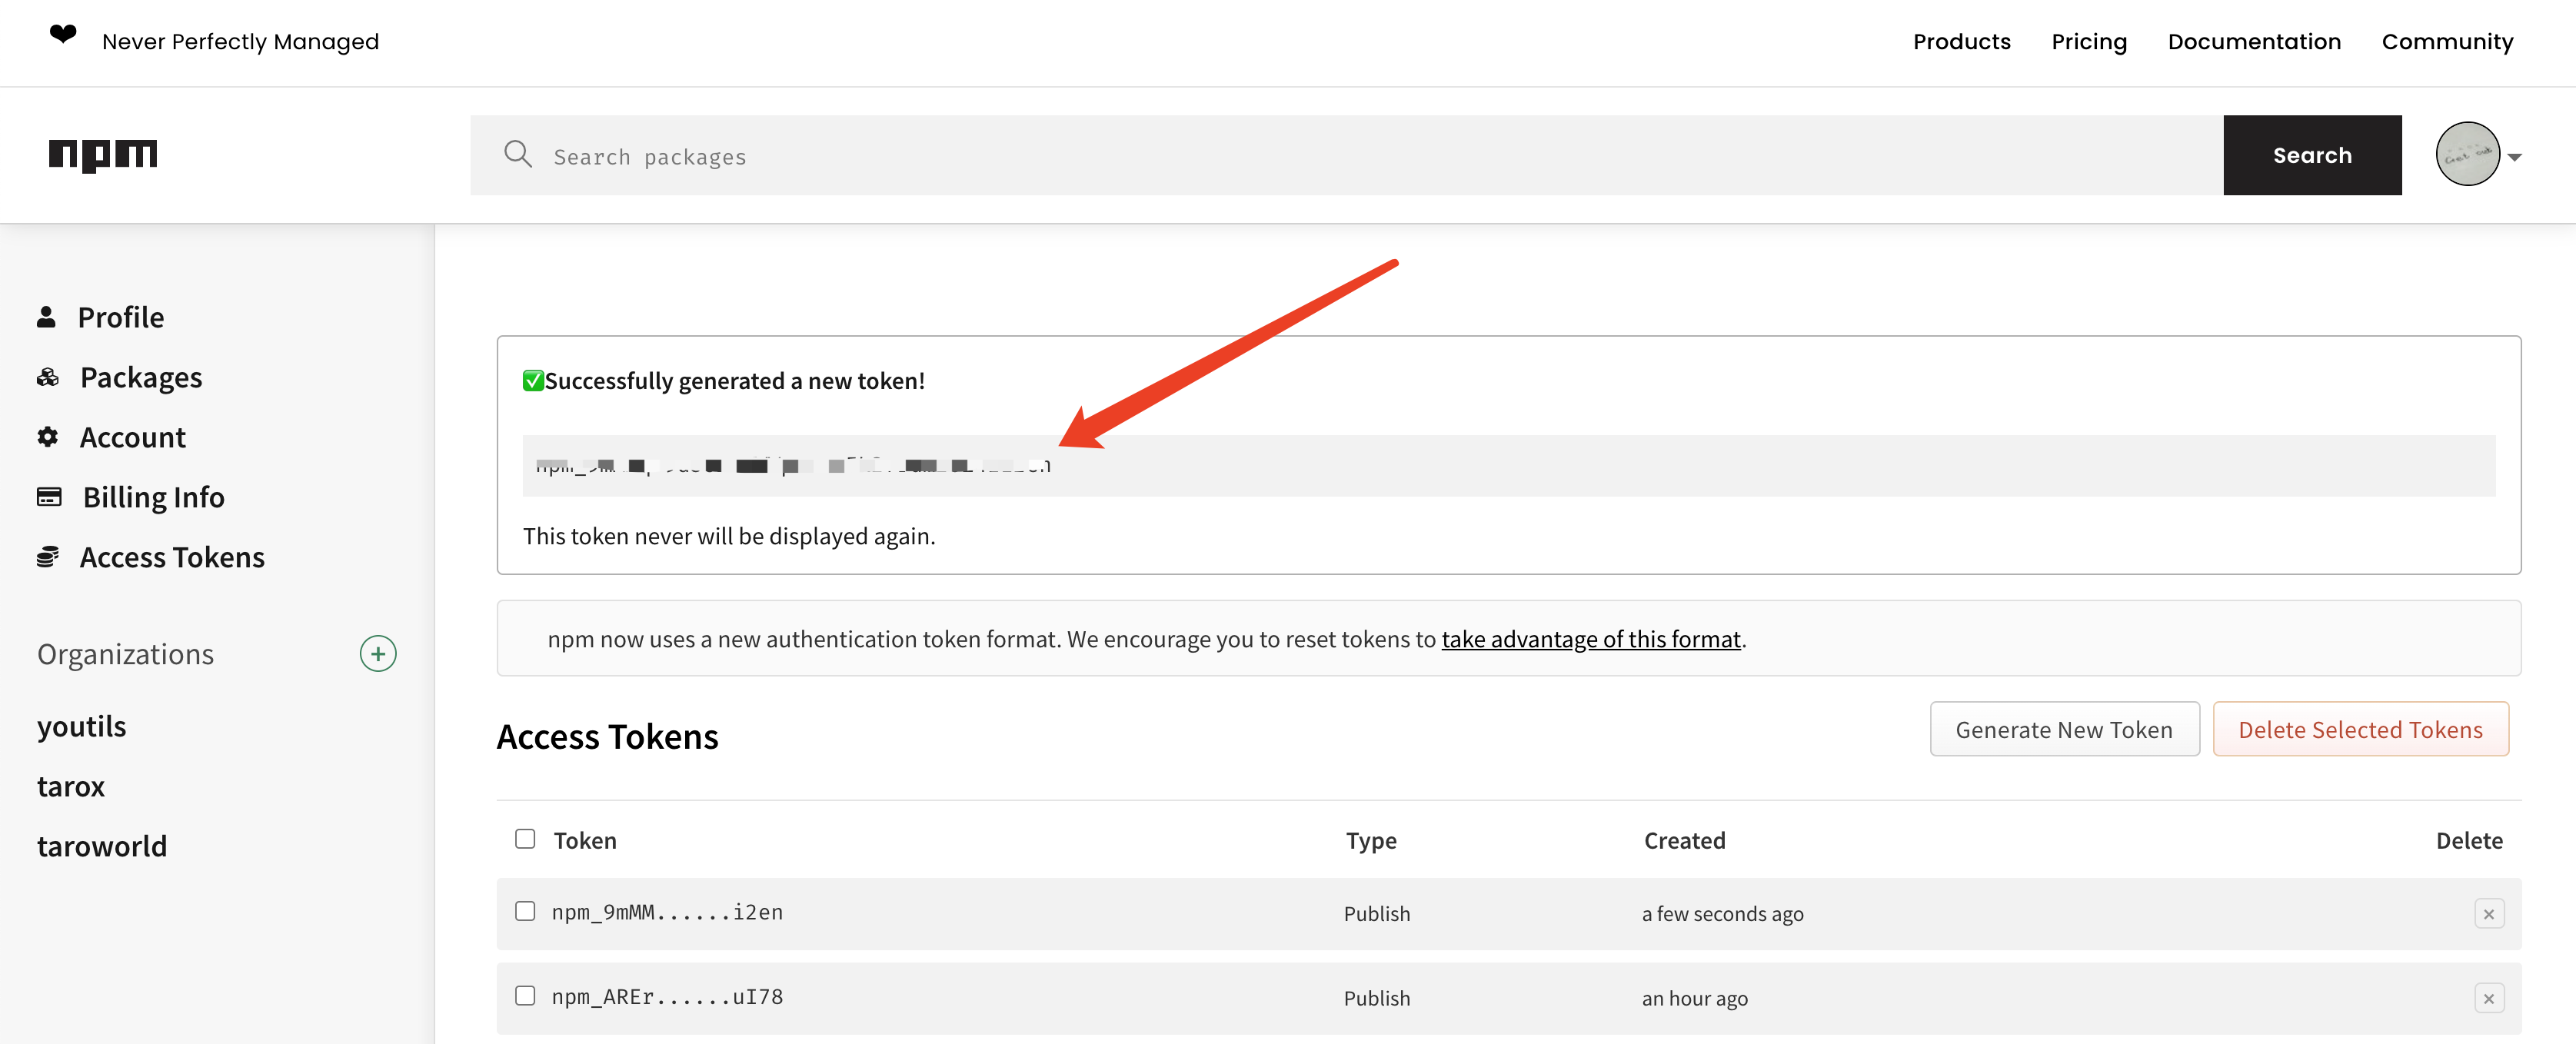 ❤ Never Perfectly Managed
Products Pricing Documentation Community
npm
Search packages
Search
Profile
Packages
Account
Billing Info
Access Tokens
Organizations
youtils
tarox
taroworld
✅Successfully generated a new token!
This token never will be displayed again.
npm now uses a new authentication token format. We encourage you to reset tokens to take advantage of this format.
Access Tokens
Generate New Token
Delete Selected Tokens
Token Type Created Delete
npm_9mMM......i2en Publish a few seconds ago ×
npm_AREr......uI78 Publish an hour ago ×